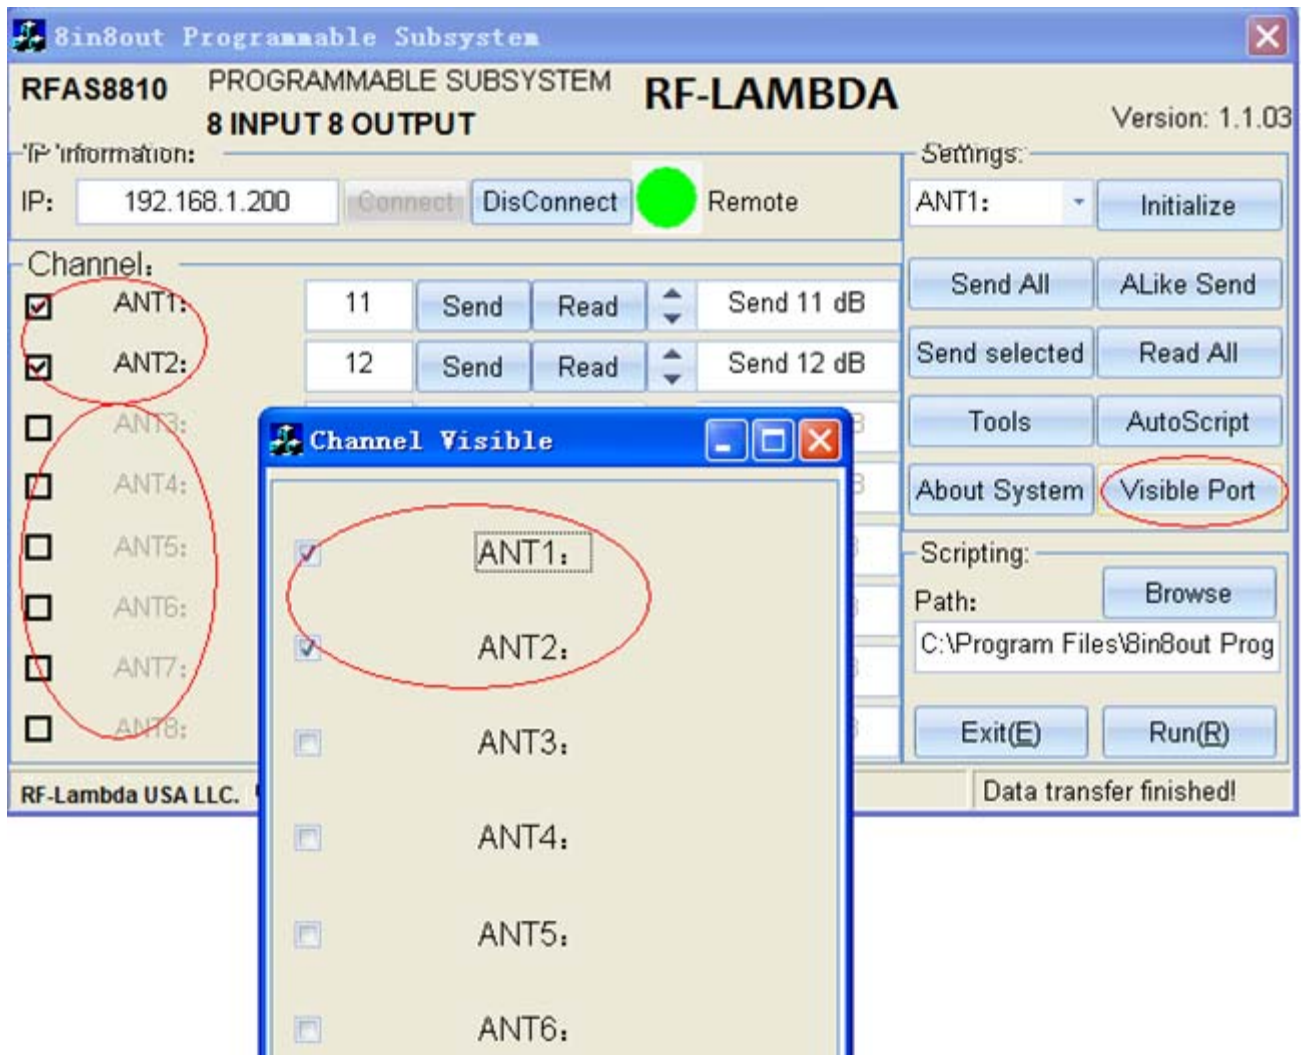 8in8out Programmable Subsystem
RFAS8810 PROGRAMMABLE SUBSYSTEM RF-LAMBDA
8 INPUT 8 OUTPUT Version: 1.1.03
IP Information: Settings:
IP: 192.168.1.200 Connect DisConnect Remote ANT1: Initialize
Channel:
ANT1: 11 Send Read Send 11 dB Send All ALike Send
ANT2: 12 Send Read Send 12 dB Send selected Read All
ANT3: B Tools AutoScript
ANT4: B About System Visible Port
ANT5:
ANT6:
ANT7:
ANT8:
Scripting:
Path: Browse
C:\Program Files\8in8out Prog
Exit(E) Run(R)
RF-Lambda USA LLC. Data transfer finished!
Channel Visible
ANT1:
ANT2:
ANT3:
ANT4:
ANT5:
ANT6: